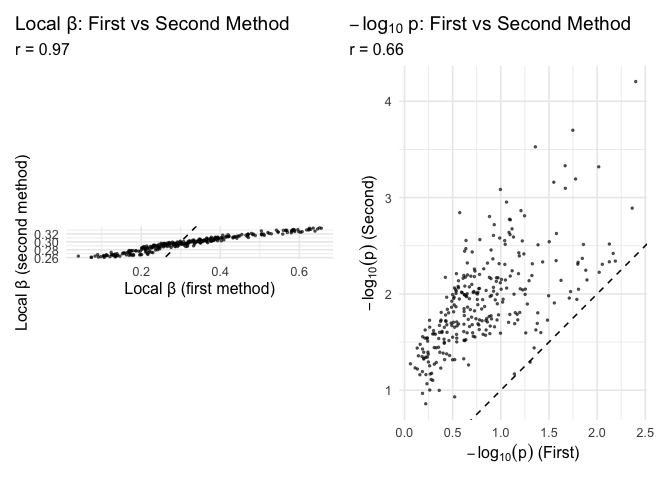 Local β: First vs Second Method
r = 0.97
Local β (second method)
0.32
0.30
0.28
0.26
0.2 0.4 0.6
Local β (first method)
−log₁₀ p: First vs Second Method
r = 0.66
−log₁₀(p) (Second)
4
3
2
1
0.0 0.5 1.0 1.5 2.0 2.5
−log₁₀(p) (First)